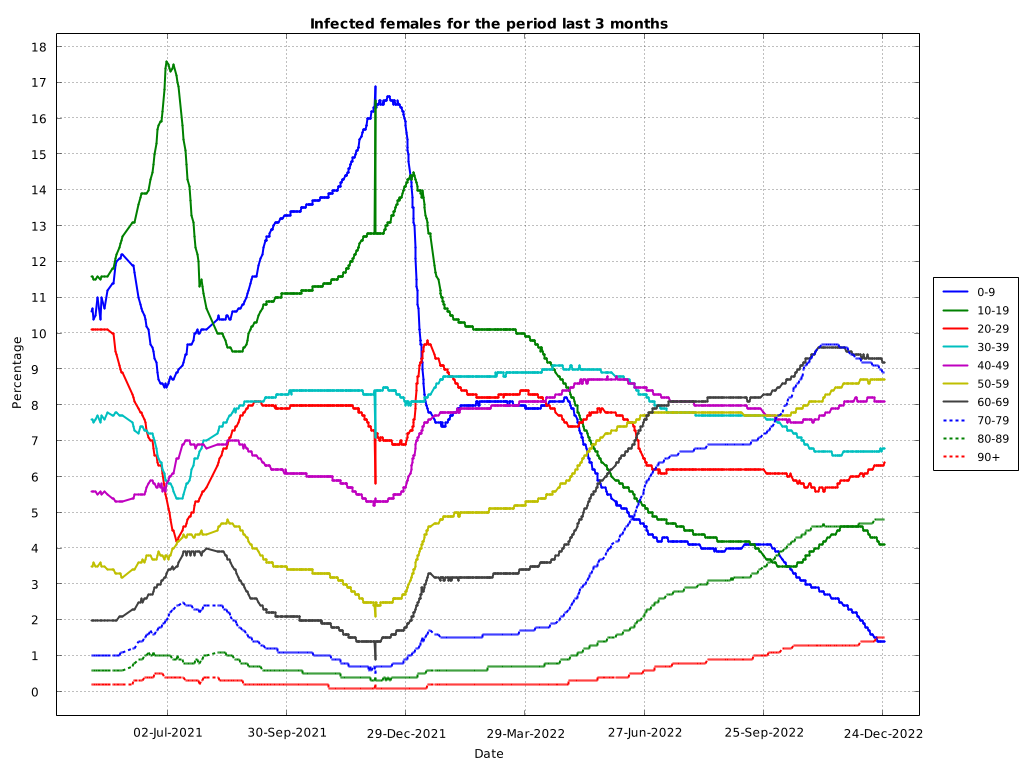 Infected females for the period last 3 months
18
17
16
15
14
13
12
11
10
9
8
7
6
5
4
3
2
1
0
Percentage
02-Jul-2021
30-Sep-2021
29-Dec-2021
29-Mar-2022
27-Jun-2022
25-Sep-2022
24-Dec-2022
Date
0-9
10-19
20-29
30-39
40-49
50-59
60-69
70-79
80-89
90+